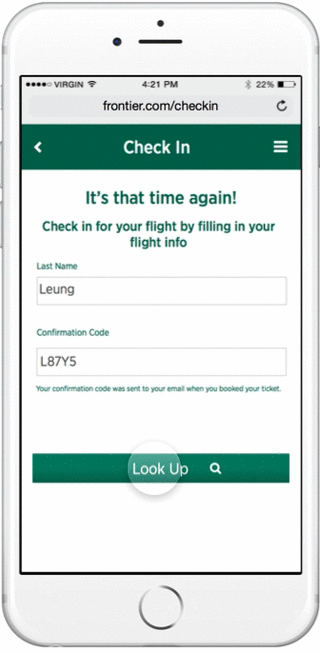 VIRGIN 4:21 PM 22%
frontier.com/checkin
Check In
It's that time again!
Check in for your flight by filling in your
flight info
Last Name
Leung
Confirmation Code
L87Y5
Your confirmation code was sent to your email when you booked your ticket.
Look Up